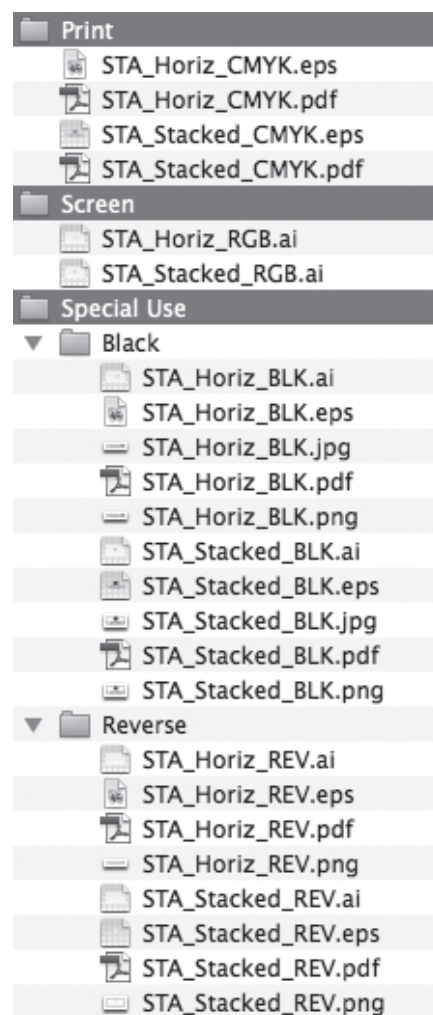 Print
STA_Horiz_CMYK.eps
STA_Horiz_CMYK.pdf
STA_Stacked_CMYK.eps
STA_Stacked_CMYK.pdf
Screen
STA_Horiz_RGB.ai
STA_Stacked_RGB.ai
Special Use
Black
STA_Horiz_BLK.ai
STA_Horiz_BLK.eps
STA_Horiz_BLK.jpg
STA_Horiz_BLK.pdf
STA_Horiz_BLK.png
STA_Stacked_BLK.ai
STA_Stacked_BLK.eps
STA_Stacked_BLK.jpg
STA_Stacked_BLK.pdf
STA_Stacked_BLK.png
Reverse
STA_Horiz_REV.ai
STA_Horiz_REV.eps
STA_Horiz_REV.pdf
STA_Horiz_REV.png
STA_Stacked_REV.ai
STA_Stacked_REV.eps
STA_Stacked_REV.pdf
STA_Stacked_REV.png